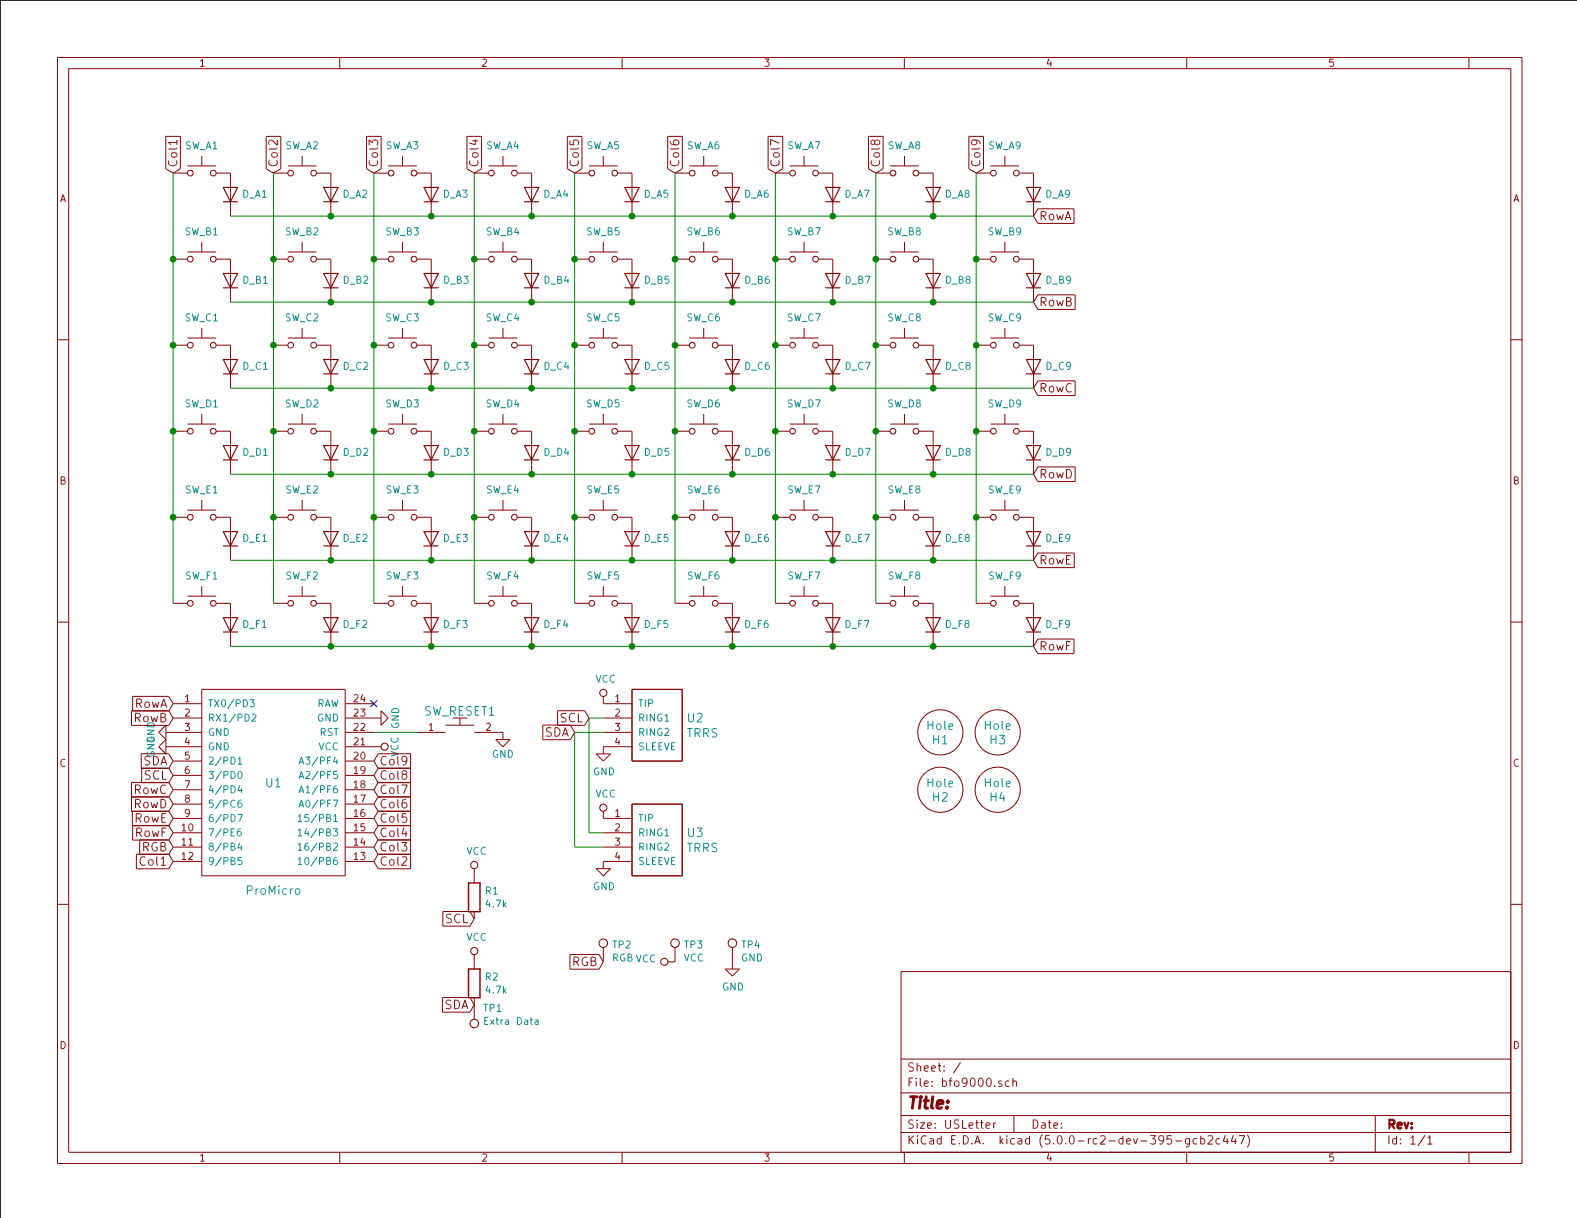 1 2 3 4 5
A A
B B
C C
D D
Col1 SW_A1 Col2 SW_A2 Col3 SW_A3 Col4 SW_A4 Col5 SW_A5 Col6 SW_A6 Col7 SW_A7 Col8 SW_A8 Col9 SW_A9
D_A1 D_A2 D_A3 D_A4 D_A5 D_A6 D_A7 D_A8 D_A9
RowA
SW_B1 SW_B2 SW_B3 SW_B4 SW_B5 SW_B6 SW_B7 SW_B8 SW_B9
D_B1 D_B2 D_B3 D_B4 D_B5 D_B6 D_B7 D_B8 D_B9
RowB
SW_C1 SW_C2 SW_C3 SW_C4 SW_C5 SW_C6 SW_C7 SW_C8 SW_C9
D_C1 D_C2 D_C3 D_C4 D_C5 D_C6 D_C7 D_C8 D_C9
RowC
SW_D1 SW_D2 SW_D3 SW_D4 SW_D5 SW_D6 SW_D7 SW_D8 SW_D9
D_D1 D_D2 D_D3 D_D4 D_D5 D_D6 D_D7 D_D8 D_D9
RowD
SW_E1 SW_E2 SW_E3 SW_E4 SW_E5 SW_E6 SW_E7 SW_E8 SW_E9
D_E1 D_E2 D_E3 D_E4 D_E5 D_E6 D_E7 D_E8 D_E9
RowE
SW_F1 SW_F2 SW_F3 SW_F4 SW_F5 SW_F6 SW_F7 SW_F8 SW_F9
D_F1 D_F2 D_F3 D_F4 D_F5 D_F6 D_F7 D_F8 D_F9
RowF
RowA 1 TX0/PD3 RAW 24
RowB 2 RX1/PD2 GND 23 GND
GND 3 GND RST 22
GND 4 GND VCC 21 VCC
SDA 5 2/PD1 A3/PF4 20 Col9
SCL 6 3/PD0 A2/PF5 19 Col8
RowC 7 4/PD4 A1/PF6 18 Col7
RowD 8 5/PC6 A0/PF7 17 Col6
RowE 9 6/PD7 15/PB1 16 Col5
RowF 10 7/PE6 14/PB3 15 Col4
RGB 11 8/PB4 16/PB2 14 Col3
Col1 12 9/PB5 10/PB6 13 Col2
U1
ProMicro
SW_RESET1
1 2
GND
VCC
1 TIP
SCL 2 RING1
SDA 3 RING2
4 SLEEVE
U2
TRRS
GND
VCC
1 TIP
2 RING1
3 RING2
4 SLEEVE
U3
TRRS
GND
Hole
H1
Hole
H3
Hole
H2
Hole
H4
VCC
R1
4.7k
SCL
VCC
R2
4.7k
SDA
TP1
Extra Data
TP2
RGB
RGB
TP3
VCC
VCC
TP4
GND
GND
Sheet: /
File: bfo9000.sch
Title:
Size: USLetter Date: Rev:
KiCad E.D.A. kicad (5.0.0-rc2-dev-395-gcb2c447) Id: 1/1
1 2 3 4 5